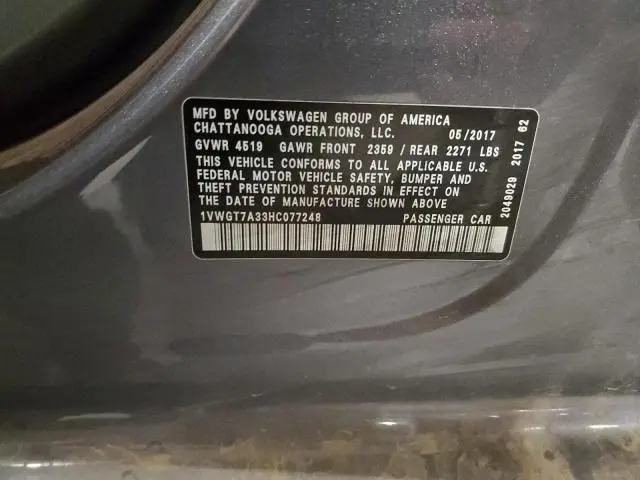 MFD BY VOLKSWAGEN GROUP OF AMERICA
CHATTANOOGA OPERATIONS, LLC. 05/2017
GVWR 4519 GAWR FRONT 2359 / REAR 2271 LBS
THIS VEHICLE CONFORMS TO ALL APPLICABLE U.S.
FEDERAL MOTOR VEHICLE SAFETY, BUMPER AND
THEFT PREVENTION STANDARDS IN EFFECT ON
THE DATE OF MANUFACTURE SHOWN ABOVE
1VWGT7A33HC077248 PASSENGER CAR
2049029 2017 62